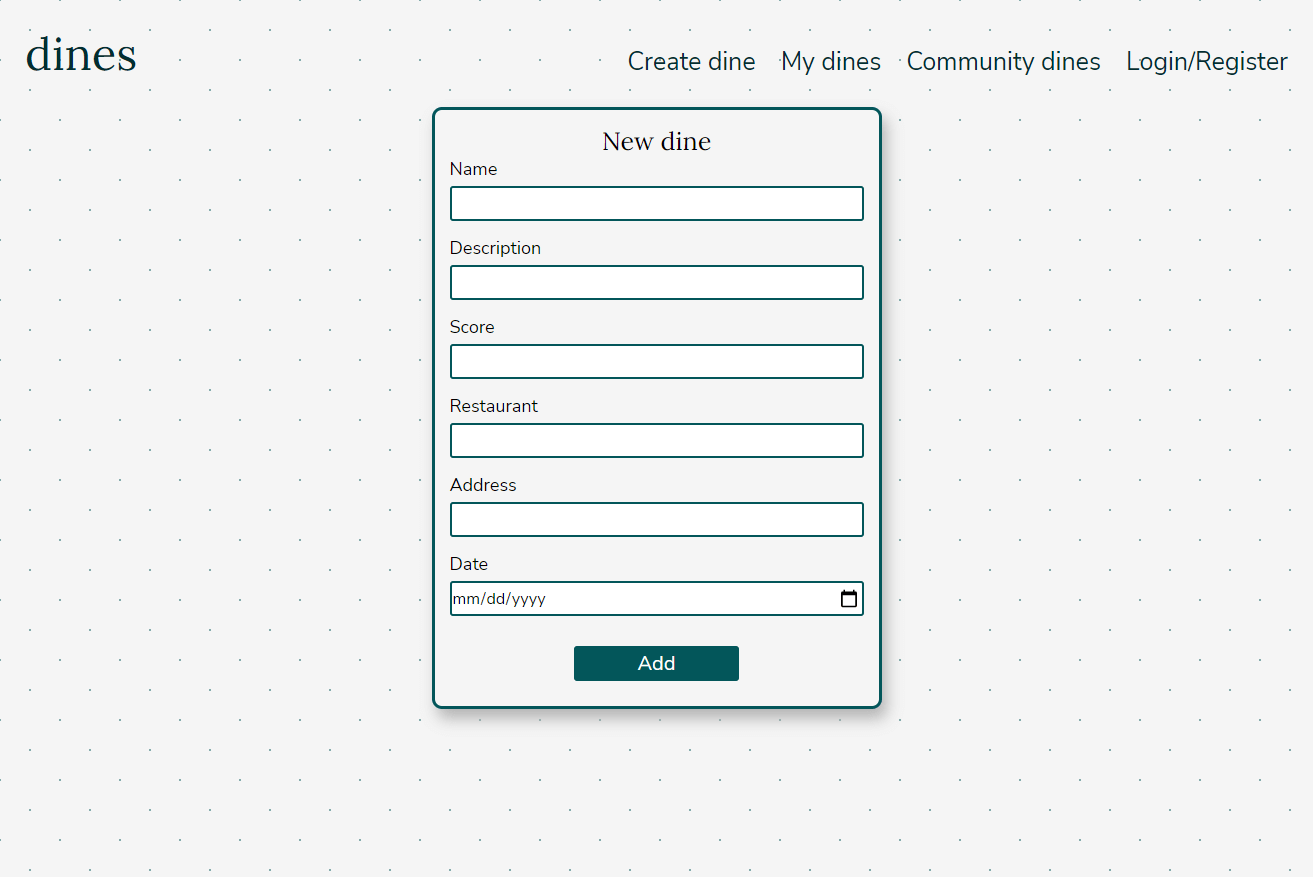 dines
Create dine My dines Community dines Login/Register
New dine
Name
Description
Score
Restaurant
Address
Date
mm/dd/yyyy
Add